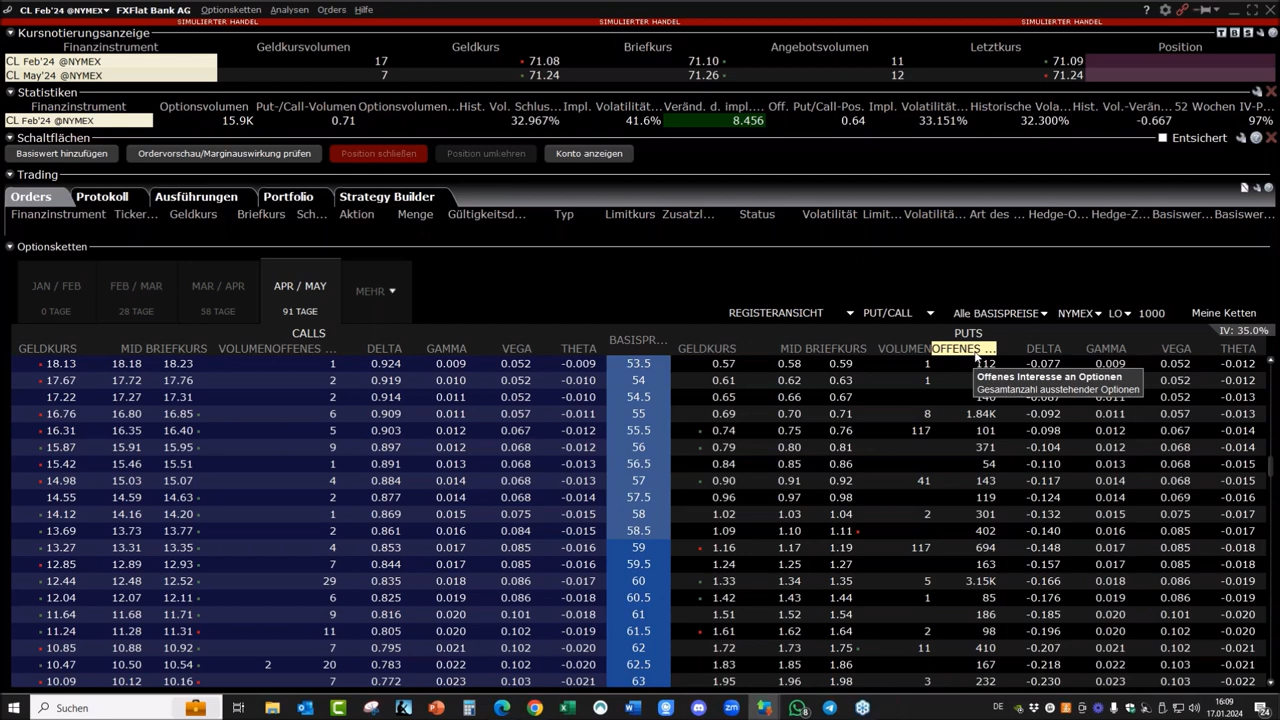 CL Feb'24 @NYMEX FXFlat Bank AG Optionsketten Analysen Orders Hilfe
SIMULIERTER HANDEL SIMULIERTER HANDEL SIMULIERTER HANDEL
Kursnotierungsanzeige
Finanzinstrument Geldkursvolumen Geldkurs Briefkurs Angebotsvolumen Letztkurs Position
CL Feb'24 @NYMEX 17 71.08 71.10 11 71.09
CL May'24 @NYMEX 7 71.24 71.26 12 71.24
Statistiken
Finanzinstrument Optionsvolumen Put-/Call-Volumen Optionsvolumen... Hist. Vol. Schlus... Impl. Volatilität... Veränd. d. impl.... Off. Put/Call-Pos. Impl. Volatilität... Historische Vola... Hist. Vol.-Verän... 52 Wochen IV-P...
CL Feb'24 @NYMEX 15.9K 0.71 32.967% 41.6% 8.456 0.64 33.151% 32.300% -0.667 97%
Schaltflächen Entsichert
Basiswert hinzufügen Ordervorschau/Marginauswirkung prüfen Position schließen Position umkehren Konto anzeigen
Trading
Orders Protokoll Ausführungen Portfolio Strategy Builder
Finanzinstrument Ticker... Geldkurs Briefkurs Sch... Aktion Menge Gültigkeitsd... Typ Limitkurs Zusatzl... Status Volatilität Limit... Volatilitä... Art des ... Hedge-O... Hedge-Z... Basiswer... Basiswer...
Optionsketten
JAN / FEB FEB / MAR MAR / APR APR / MAY MEHR
0 TAGE 28 TAGE 58 TAGE 91 TAGE
REGISTERANSICHT PUT/CALL Alle BASISPREISE NYMEX LO 1000 Meine Ketten
IV: 35.0%
CALLS BASISPR... PUTS
GELDKURS MID BRIEFKURS VOLUMEN OFFENES ... DELTA GAMMA VEGA THETA GELDKURS MID BRIEFKURS VOLUMEN OFFENES ... DELTA GAMMA VEGA THETA
18.13 18.18 18.23 1 0.924 0.009 0.052 -0.009 53.5 0.57 0.58 0.59 1 112 -0.077 0.009 0.052 -0.012
17.67 17.72 17.76 2 0.919 0.010 0.052 -0.010 54 0.61 0.62 0.63 1 0.052 -0.012
Offenes Interesse an Optionen
Gesamtanzahl ausstehender Optionen
17.22 17.27 17.31 2 0.914 0.011 0.052 -0.010 54.5 0.65 0.66 0.67 0.067 -0.013
16.76 16.80 16.85 6 0.909 0.011 0.052 -0.011 55 0.69 0.70 0.71 8 1.84K -0.092 0.011 0.067 -0.013
16.31 16.35 16.40 5 0.903 0.012 0.067 -0.012 55.5 0.74 0.75 0.76 117 101 -0.098 0.012 0.067 -0.014
15.87 15.91 15.95 9 0.897 0.012 0.067 -0.012 56 0.79 0.80 0.81 371 -0.104 0.012 0.067 -0.014
15.42 15.46 15.51 1 0.891 0.013 0.068 -0.012 56.5 0.84 0.85 0.86 54 -0.110 0.013 0.068 -0.015
14.98 15.03 15.07 4 0.884 0.014 0.068 -0.013 57 0.90 0.91 0.92 41 143 -0.117 0.013 0.068 -0.015
14.55 14.59 14.63 2 0.877 0.014 0.068 -0.014 57.5 0.96 0.97 0.98 119 -0.124 0.014 0.068 -0.015
14.12 14.16 14.20 1 0.869 0.015 0.075 -0.014 58 1.02 1.03 1.04 2 301 -0.132 0.015 0.075 -0.016
13.69 13.73 13.77 2 0.861 0.016 0.084 -0.015 58.5 1.09 1.10 1.11 402 -0.140 0.016 0.085 -0.017
13.27 13.31 13.35 4 0.853 0.017 0.085 -0.016 59 1.16 1.17 1.19 117 694 -0.148 0.017 0.085 -0.017
12.85 12.89 12.93 7 0.844 0.017 0.085 -0.016 59.5 1.24 1.25 1.27 163 -0.157 0.017 0.085 -0.018
12.44 12.48 12.52 29 0.835 0.018 0.086 -0.017 60 1.33 1.34 1.35 5 3.15K -0.166 0.018 0.086 -0.019
12.04 12.07 12.11 6 0.825 0.019 0.086 -0.018 60.5 1.42 1.43 1.44 1 85 -0.176 0.019 0.086 -0.019
11.64 11.68 11.71 9 0.816 0.020 0.101 -0.018 61 1.51 1.52 1.54 186 -0.185 0.020 0.101 -0.020
11.24 11.28 11.31 11 0.805 0.020 0.102 -0.019 61.5 1.61 1.62 1.64 2 98 -0.196 0.020 0.102 -0.020
10.85 10.88 10.92 7 0.795 0.021 0.102 -0.020 62 1.72 1.73 1.75 11 410 -0.207 0.021 0.102 -0.021
10.47 10.50 10.54 2 20 0.783 0.022 0.103 -0.020 62.5 1.83 1.85 1.86 167 -0.218 0.022 0.103 -0.021
10.09 10.12 10.16 7 0.772 0.023 0.103 -0.021 63 1.95 1.96 1.98 3 232 -0.230 0.023 0.103 -0.022
Suchen DE 16:09
17.01.2024